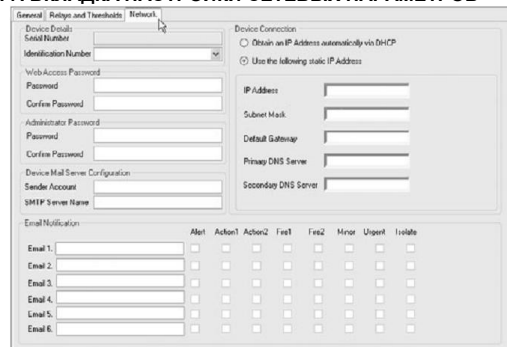 ВКЛАДКА НАСТРОЙКИ СЕТЕВЫХ ПАРАМЕТРОВ
General Relays and Thresholds Network
Device Details
Serial Number
Identification Number
Web Access Password
Password
Confirm Password
Administrator Password
Password
Confirm Password
Device Mail Server Configuration
Sender Account
SMTP Server Name
Device Connection
Obtain an IP Address automatically via DHCP
Use the following static IP Address
IP Address
Subnet Mask
Default Gateway
Primary DNS Server
Secondary DNS Server
Email Notification
Alert Action1 Action2 Fire1 Fire2 Minor Urgent Isolate
Email 1.
Email 2.
Email 3.
Email 4.
Email 5.
Email 6.